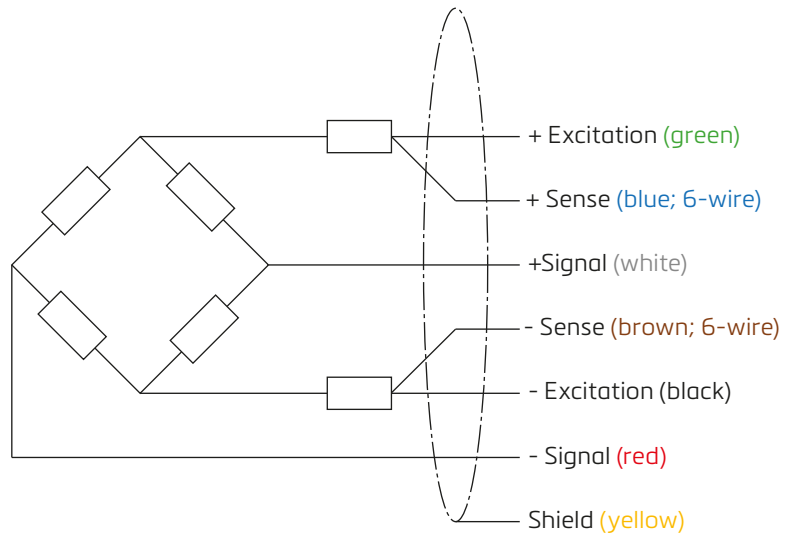 + Excitation (green)
+ Sense (blue; 6-wire)
+Signal (white)
- Sense (brown; 6-wire)
- Excitation (black)
- Signal (red)
Shield (yellow)